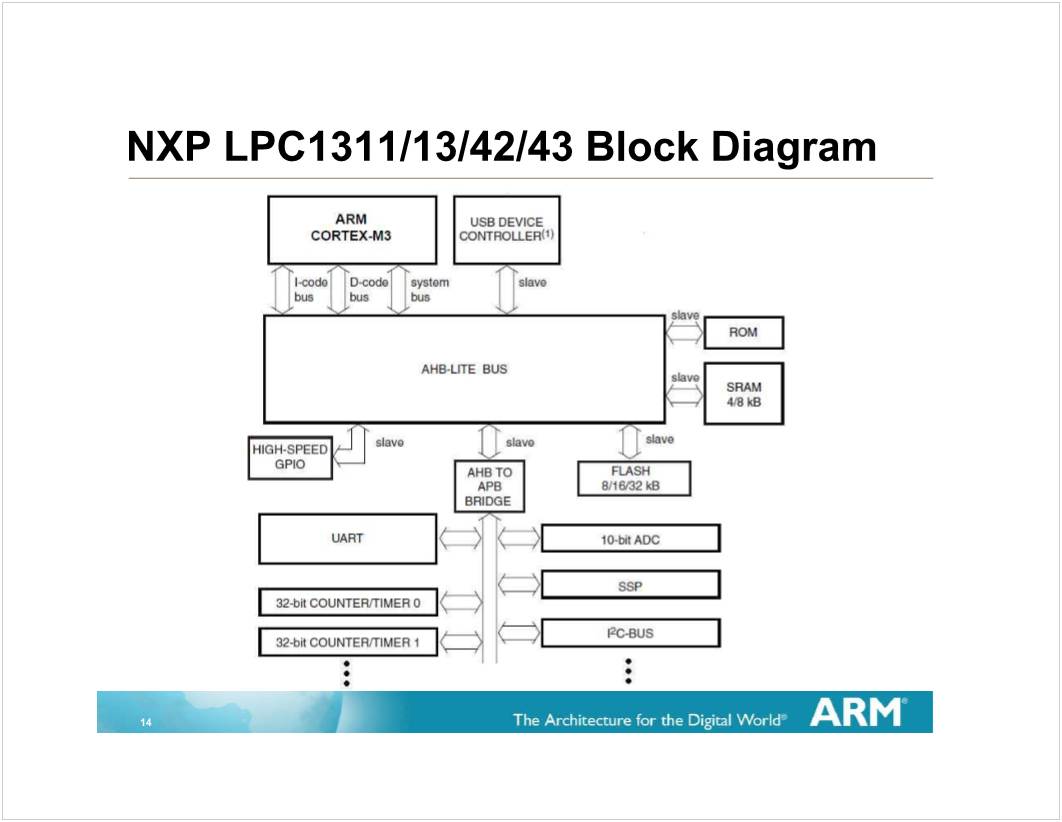 NXP LPC1311/13/42/43 Block Diagram
ARM
CORTEX-M3
USB DEVICE
CONTROLLER(1)
I-code
bus
D-code
bus
system
bus
slave
AHB-LITE BUS
slave
ROM
slave
SRAM
4/8 kB
HIGH-SPEED
GPIO
slave
slave
slave
AHB TO
APB
BRIDGE
FLASH
8/16/32 kB
UART
10-bit ADC
SSP
32-bit COUNTER/TIMER 0
I²C-BUS
32-bit COUNTER/TIMER 1
14
The Architecture for the Digital World®
ARM®